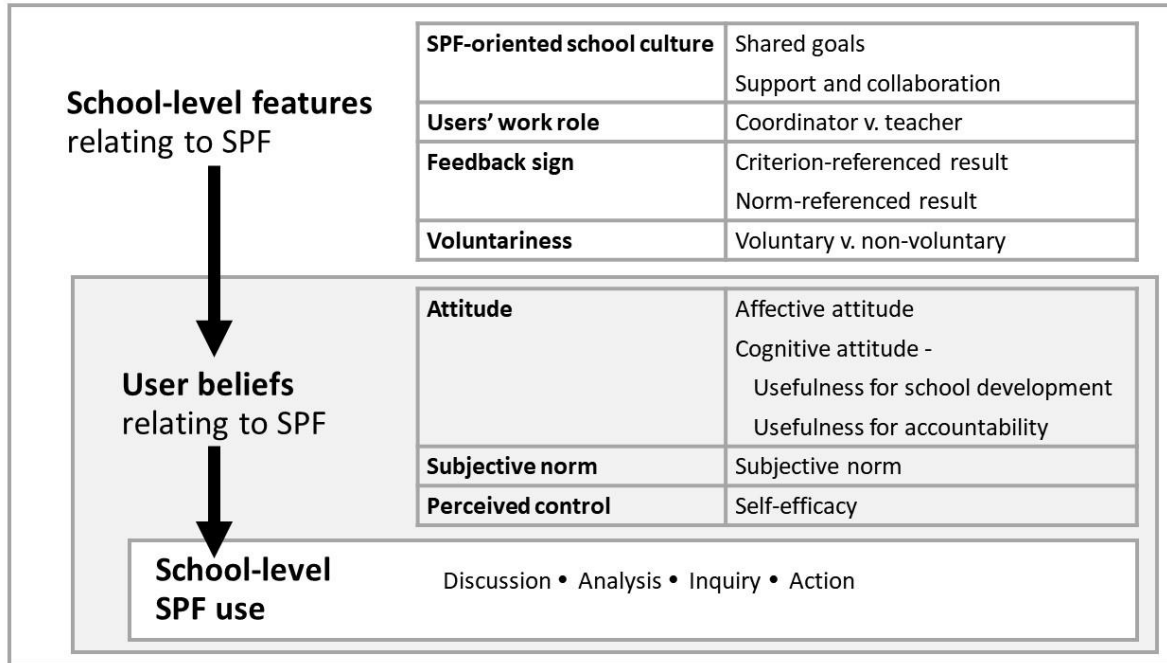 School-level features
relating to SPF
SPF-oriented school culture
Shared goals
Support and collaboration
Users' work role
Coordinator v. teacher
Feedback sign
Criterion-referenced result
Norm-referenced result
Voluntariness
Voluntary v. non-voluntary
User beliefs
relating to SPF
Attitude
Affective attitude
Cognitive attitude -
Usefulness for school development
Usefulness for accountability
Subjective norm
Subjective norm
Perceived control
Self-efficacy
School-level
SPF use
Discussion • Analysis • Inquiry • Action